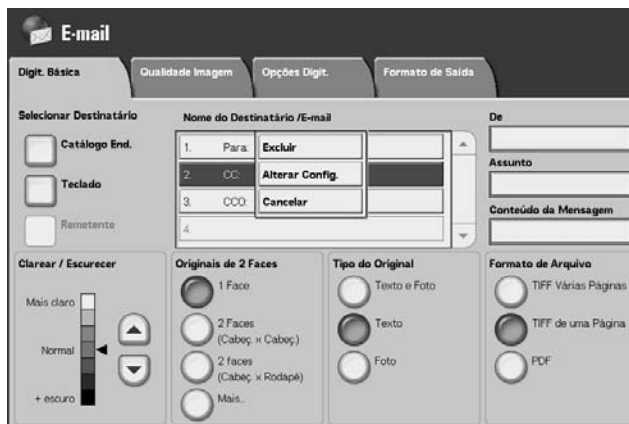 E-mail
Digit. Básica
Qualidade Imagem
Opções Digit.
Formato de Saída
Selecionar Destinatário
Nome do Destinatário /E-mail
De
Catálogo End.
1. Para: Excluir
Assunto
2. CC: Alterar Config.
Teclado
3. CCO: Cancelar
Conteúdo da Mensagem
Remetente
4.
Clarear / Escurecer
Originais de 2 Faces
Tipo do Original
Formato de Arquivo
1 Face
Texto e Foto
TIFF Várias Páginas
Mais claro
2 Faces
(Cabeç. x Cabeç.)
Texto
TIFF de uma Página
Normal
2 faces
(Cabeç. x Rodapé)
Foto
PDF
+ escuro
Mais..